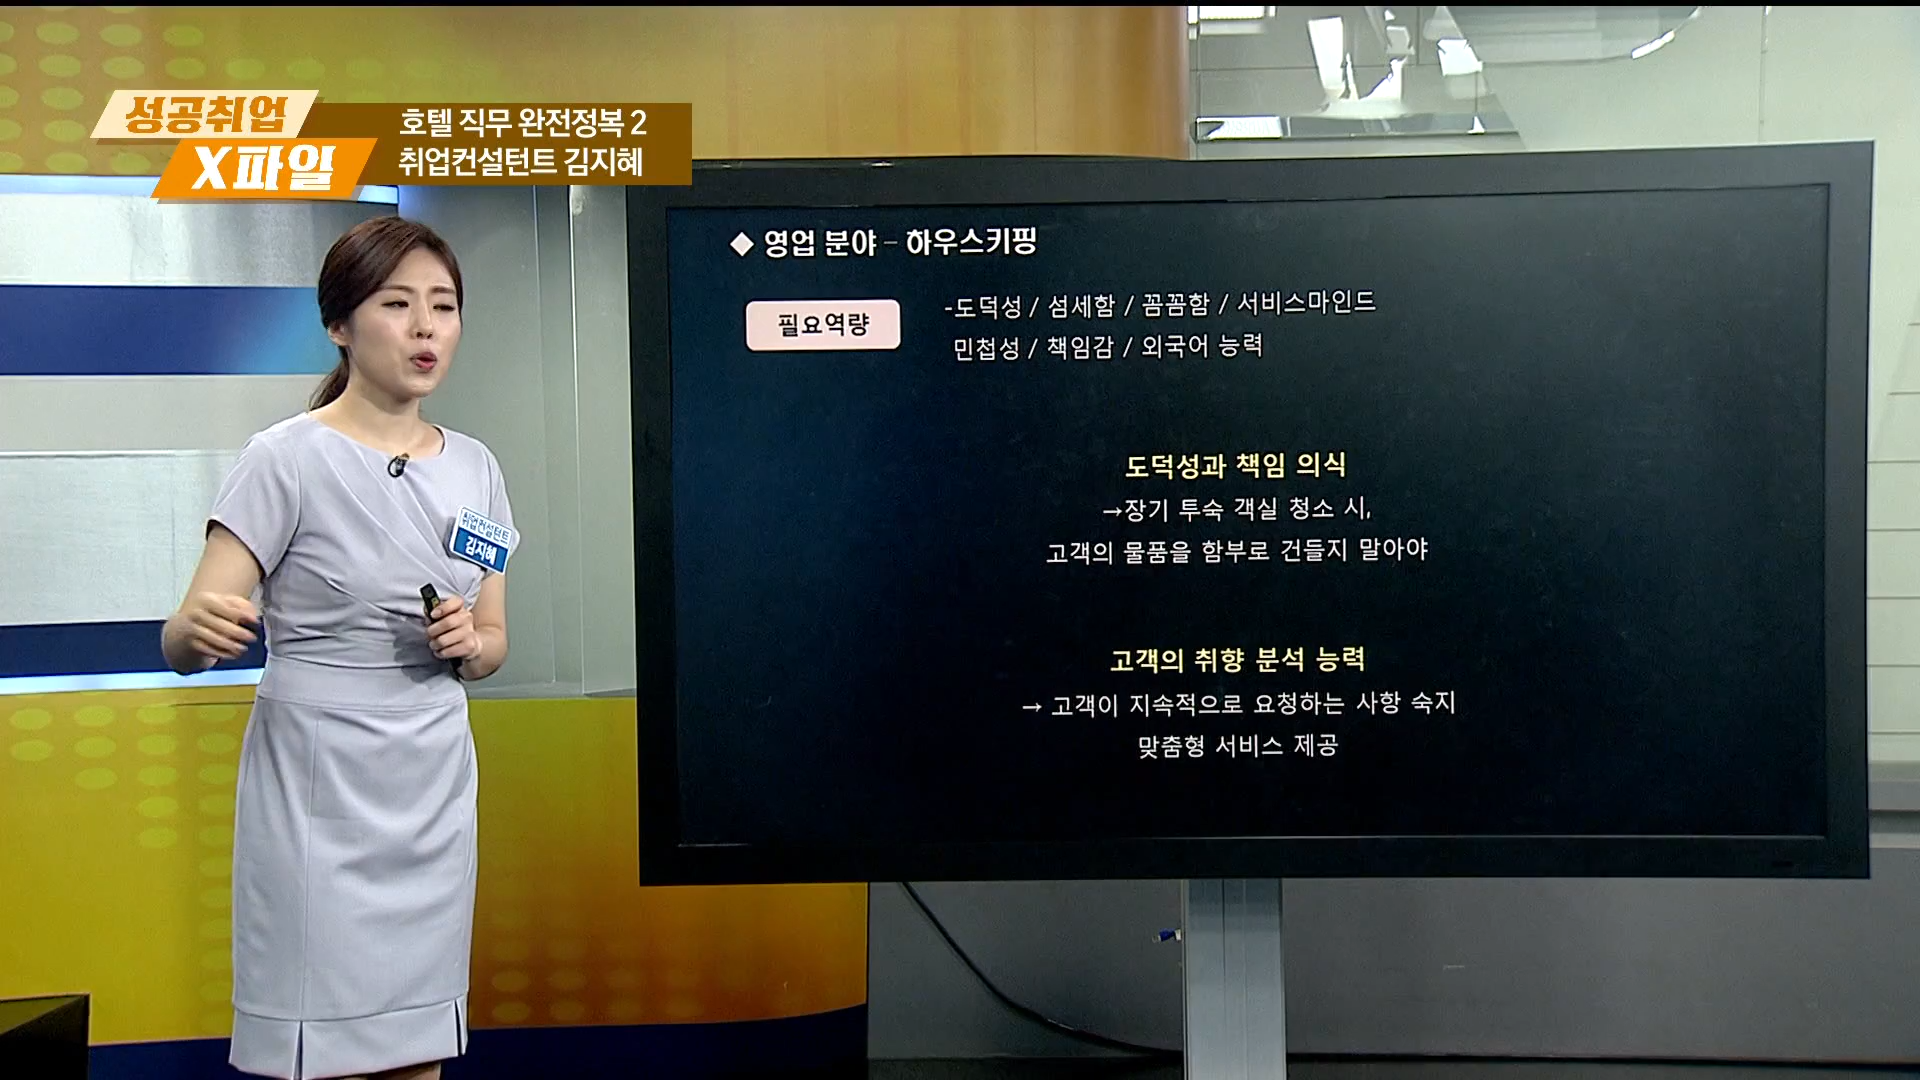 성공취업
X파일
호텔 직무 완전정복 2
취업컨설턴트 김지혜
◆ 영업 분야 – 하우스키핑
필요역량
-도덕성 / 섬세함 / 꼼꼼함 / 서비스마인드
민첩성 / 책임감 / 외국어 능력
도덕성과 책임 의식
→장기 투숙 객실 청소 시,
고객의 물품을 함부로 건들지 말아야
고객의 취향 분석 능력
→ 고객이 지속적으로 요청하는 사항 숙지
맞춤형 서비스 제공
취업컨설턴트
김지혜